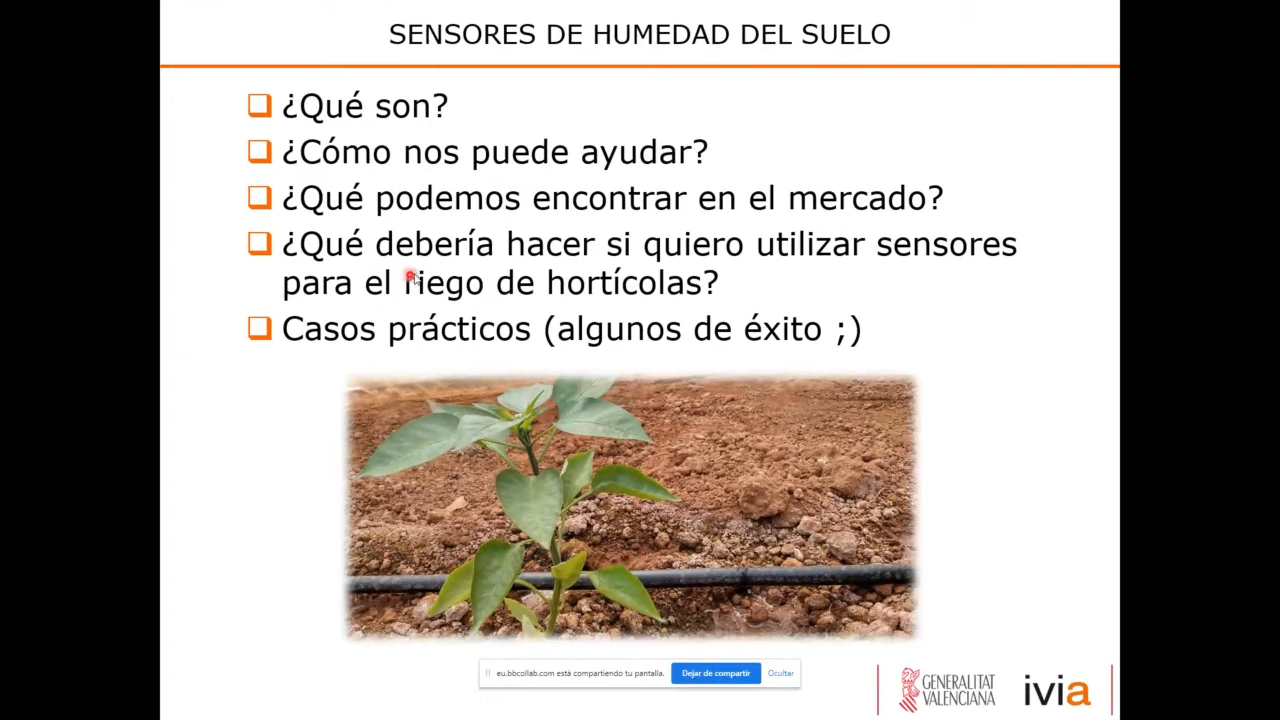 SENSORES DE HUMEDAD DEL SUELO
¿Qué son?
¿Cómo nos puede ayudar?
¿Qué podemos encontrar en el mercado?
¿Qué debería hacer si quiero utilizar sensores
para el riego de hortícolas?
Casos prácticos (algunos de éxito ;)
eu.bbcollab.com está compartiendo tu pantalla.
Dejar de compartir
Ocultar
GENERALITAT
VALENCIANA
ivia